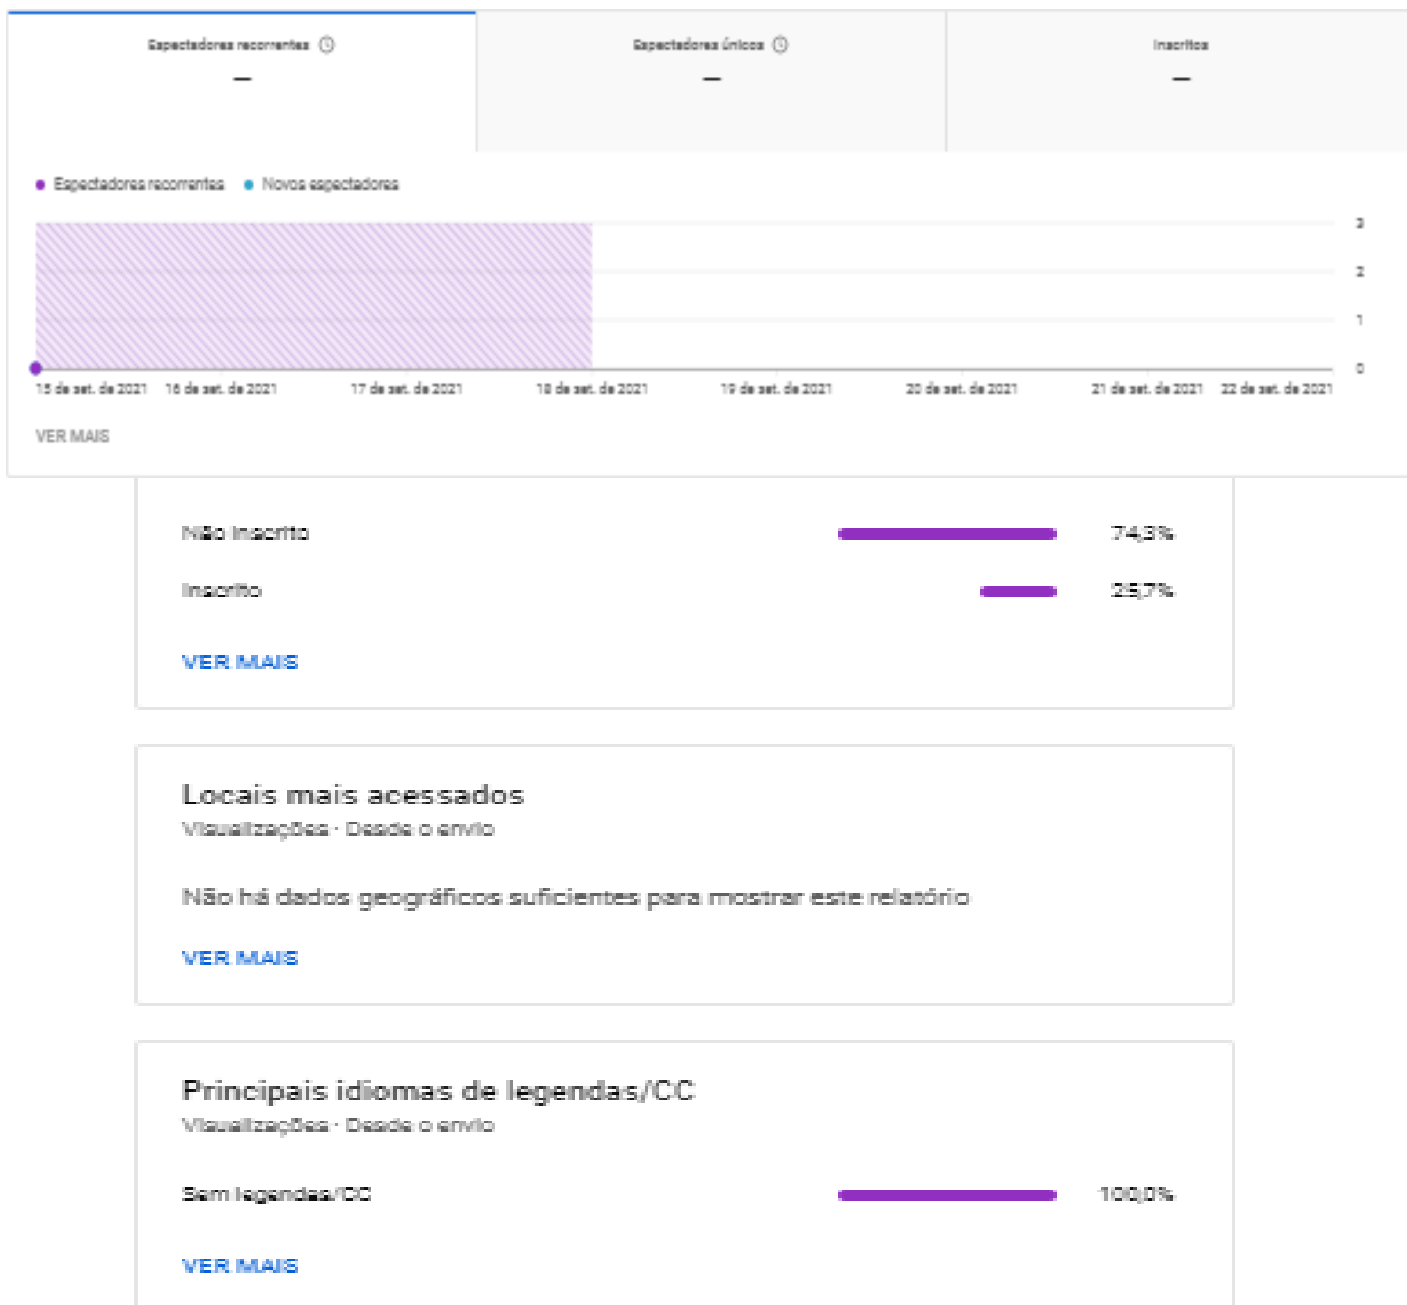 Espectadores recorrentes
—
Espectadores únicos
—
Inscritos
—
Espectadores recorrentes Novos espectadores
3
2
1
0
15 de set. de 2021 16 de set. de 2021 17 de set. de 2021 18 de set. de 2021 19 de set. de 2021 20 de set. de 2021 21 de set. de 2021 22 de set. de 2021
VER MAIS
Não inscrito 74,3%
Inscrito 25,7%
VER MAIS
Locais mais acessados
Visualizações · Desde o envio
Não há dados geográficos suficientes para mostrar este relatório
VER MAIS
Principais idiomas de legendas/CC
Visualizações · Desde o envio
Sem legendas/CC 100,0%
VER MAIS